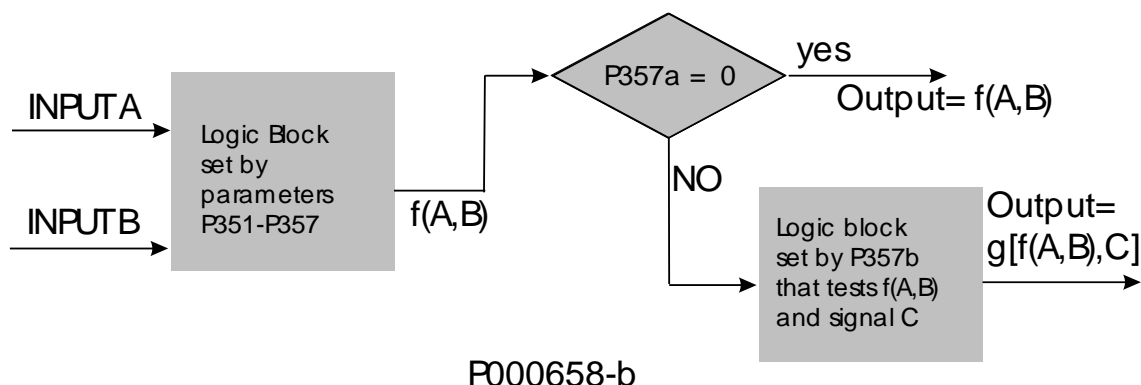 INPUT A
INPUT B
Logic Block
set by
parameters
P351-P357
f(A,B)
P357a = 0
yes
Output= f(A,B)
NO
Logic block
set by P357b
that tests f(A,B)
and signal C
Output=
g[f(A,B),C]
P000658-b